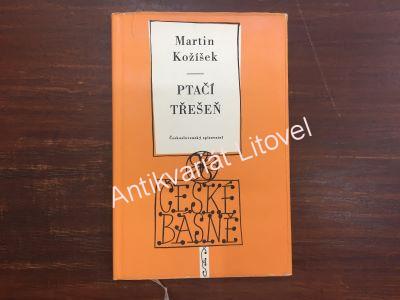 Martin
Kožíšek
PTAČÍ
TŘEŠEŇ
Československý spisovatel
Antikvariát Litovel
ČESKÉ
BÁSNĚ